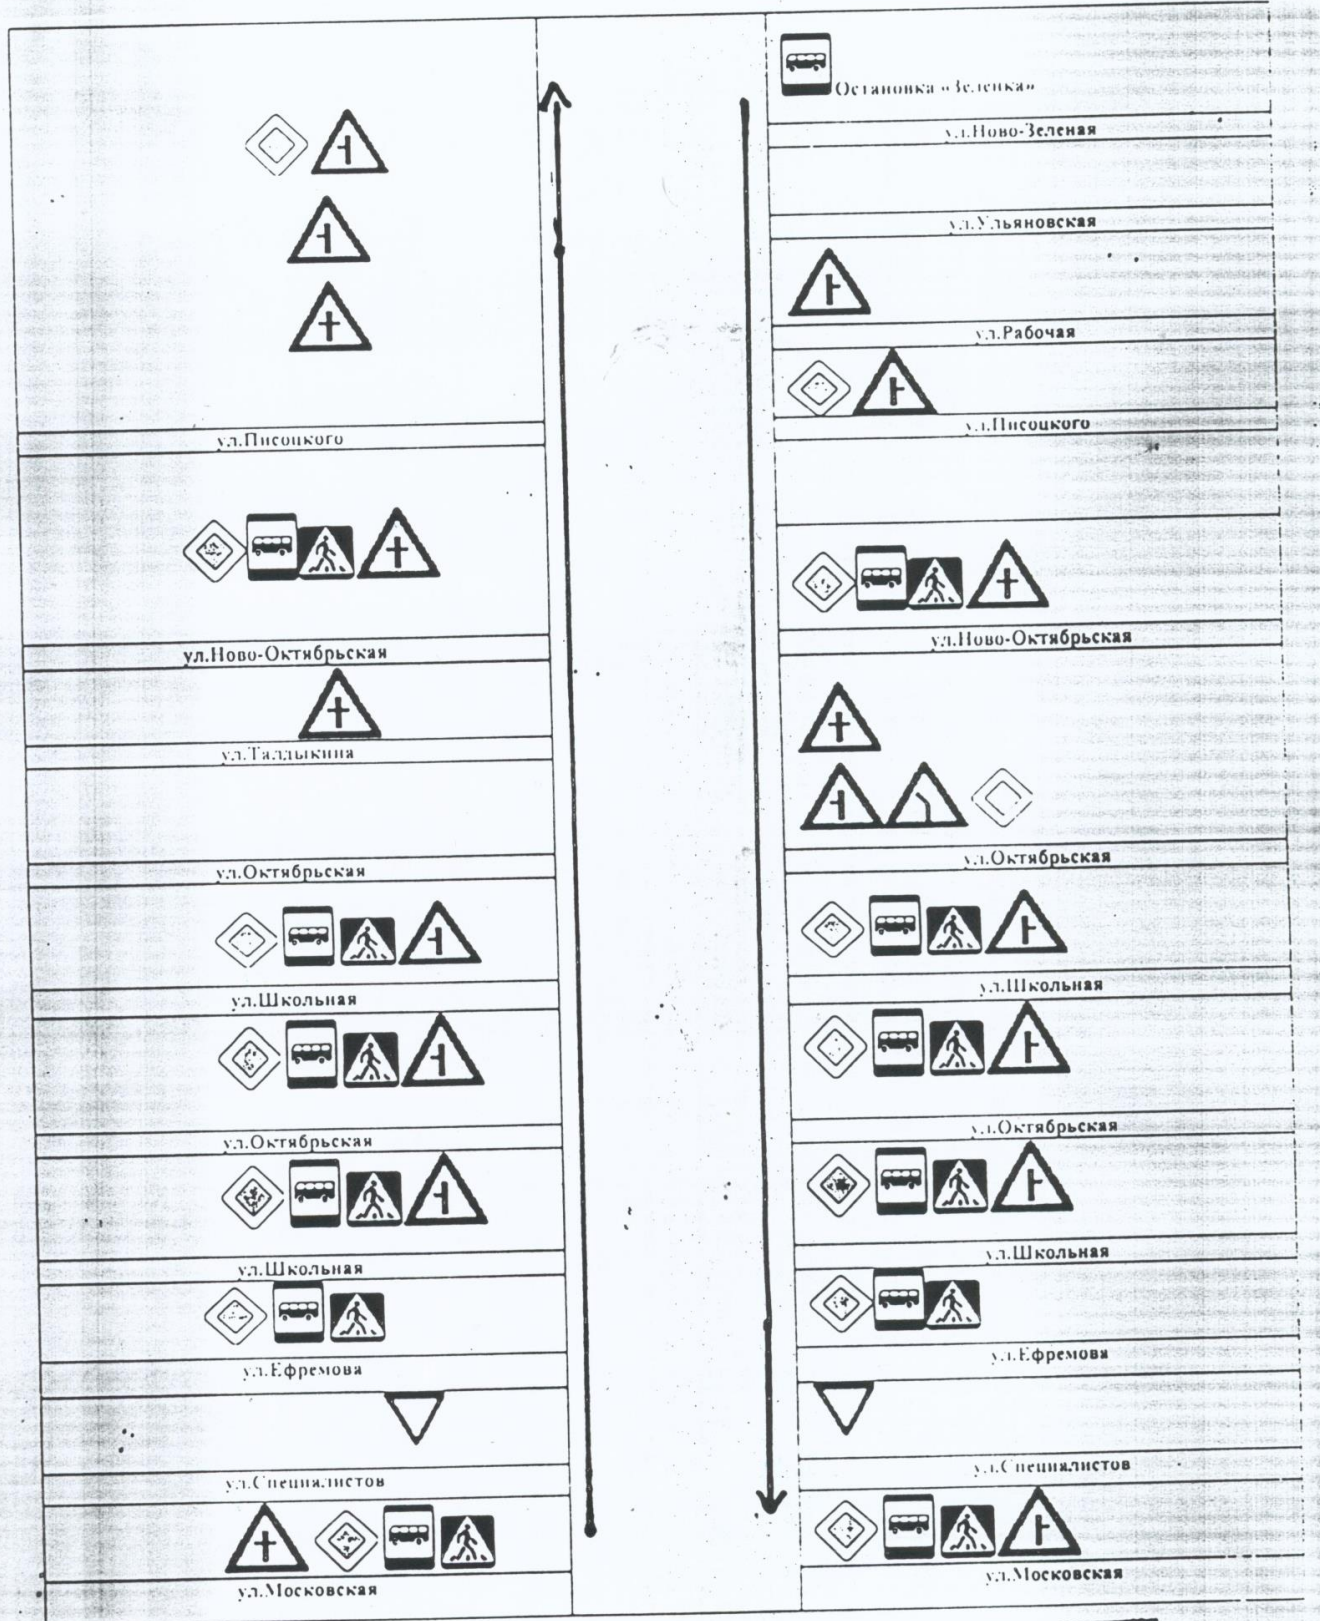 Остановка «Зеленка»
ул.Ново-Зеленая
ул.Ульяновская
ул.Рабочая
ул.Писоцкого
ул.Ново-Октябрьская
ул.Октябрьская
ул.Школьная
ул.Октябрьская
ул.Школьная
ул.Ефремова
ул.Специалистов
ул.Московская
ул.Писоцкого
ул.Ново-Октябрьская
ул.Талдыкина
ул.Октябрьская
ул.Школьная
ул.Октябрьская
ул.Школьная
ул.Ефремова
ул.Специалистов
ул.Московская